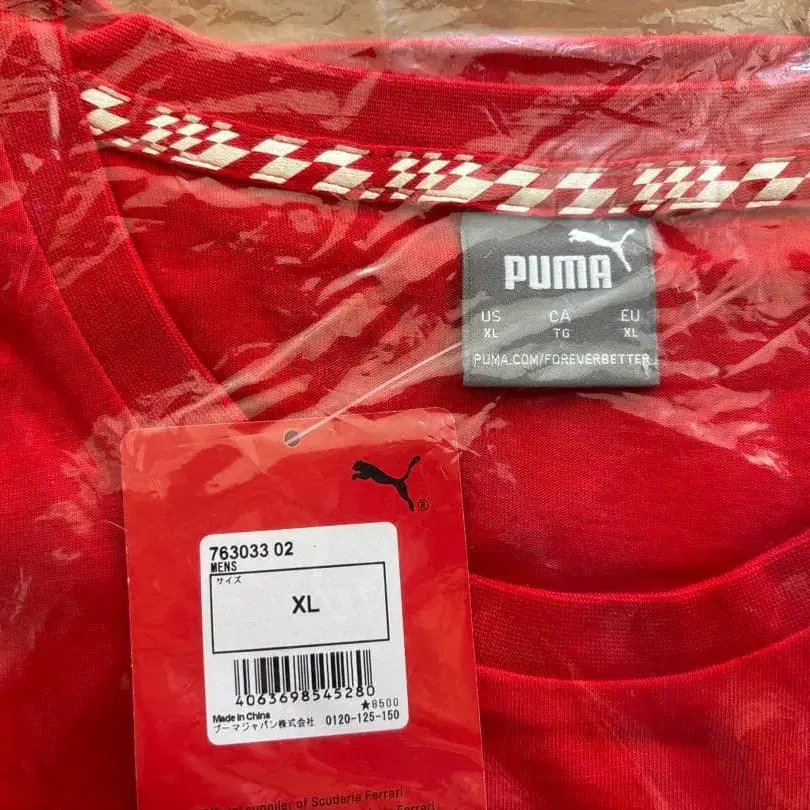 PUMA
US CA EU
XL TG XL
PUMA.COM/FOREVERBETTER
®
763033 02
MENS
サイズ
XL
4063698545280
★8500
Made in China
プーマジャパン株式会社 0120-125-150
supplier of Scuderia Ferrari
Scuderia Ferrari